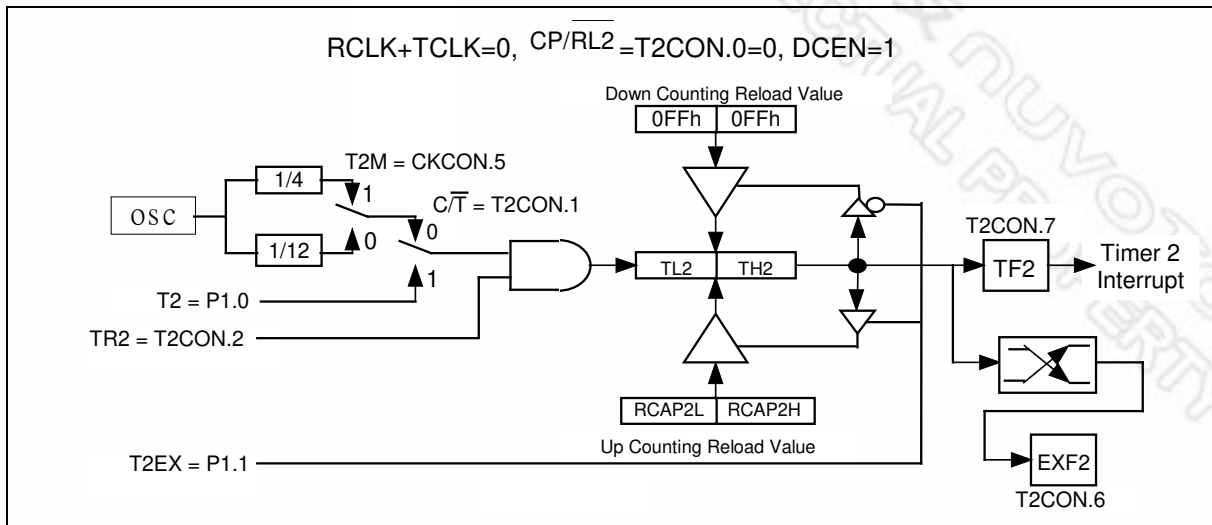 RCLK+TCLK=0, CP/RL2=T2CON.0=0, DCEN=1
Down Counting Reload Value
0FFh 0FFh
T2M = CKCON.5
1/4
1
C/T = T2CON.1
OSC
0
1/12
0
1
T2CON.7
TL2 TH2
TF2
Timer 2
Interrupt
T2 = P1.0
TR2 = T2CON.2
RCAP2L RCAP2H
Up Counting Reload Value
T2EX = P1.1
EXF2
T2CON.6
NUVOTO
PROPERTY